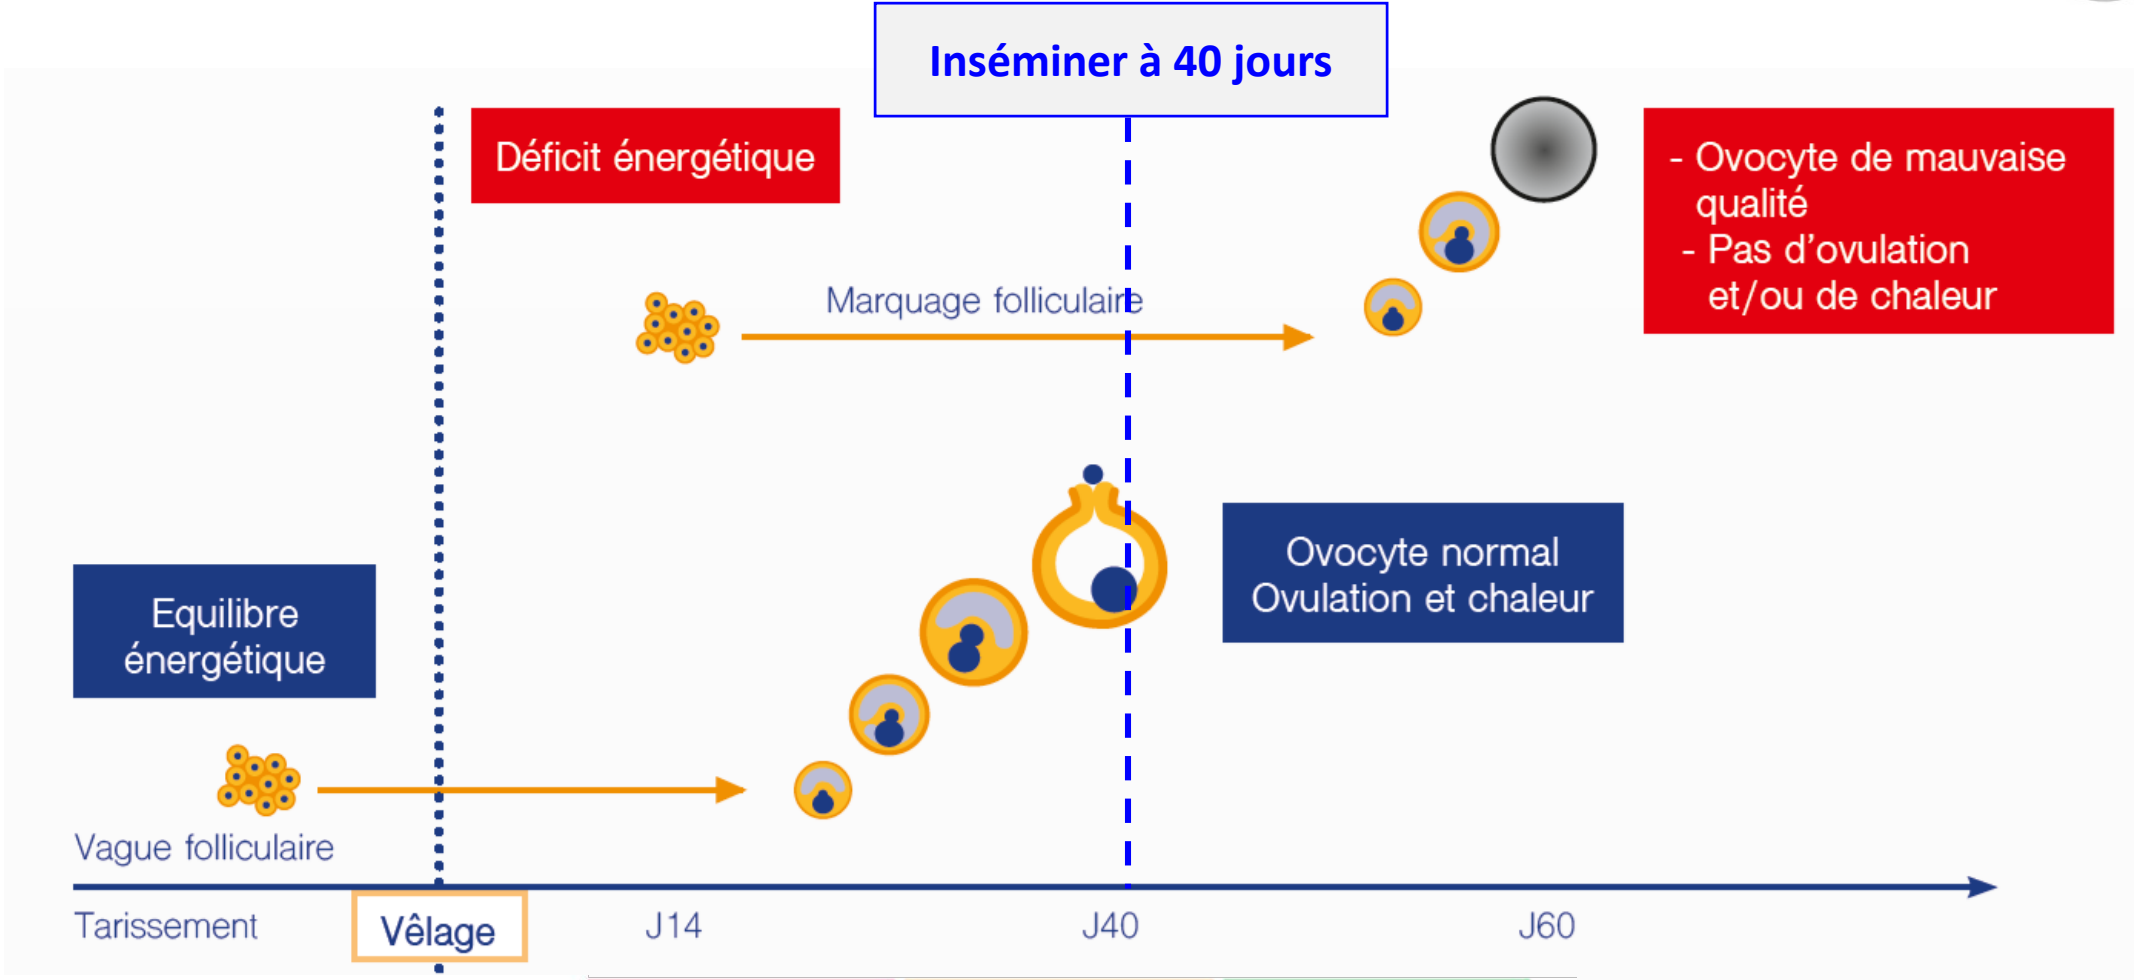 Inséminer à 40 jours
Déficit énergétique
- Ovocyte de mauvaise
qualité
- Pas d'ovulation
et/ou de chaleur
Marquage folliculaire
Ovocyte normal
Ovulation et chaleur
Equilibre
énergétique
Vague folliculaire
Tarissement
Vêlage
J14
J40
J60